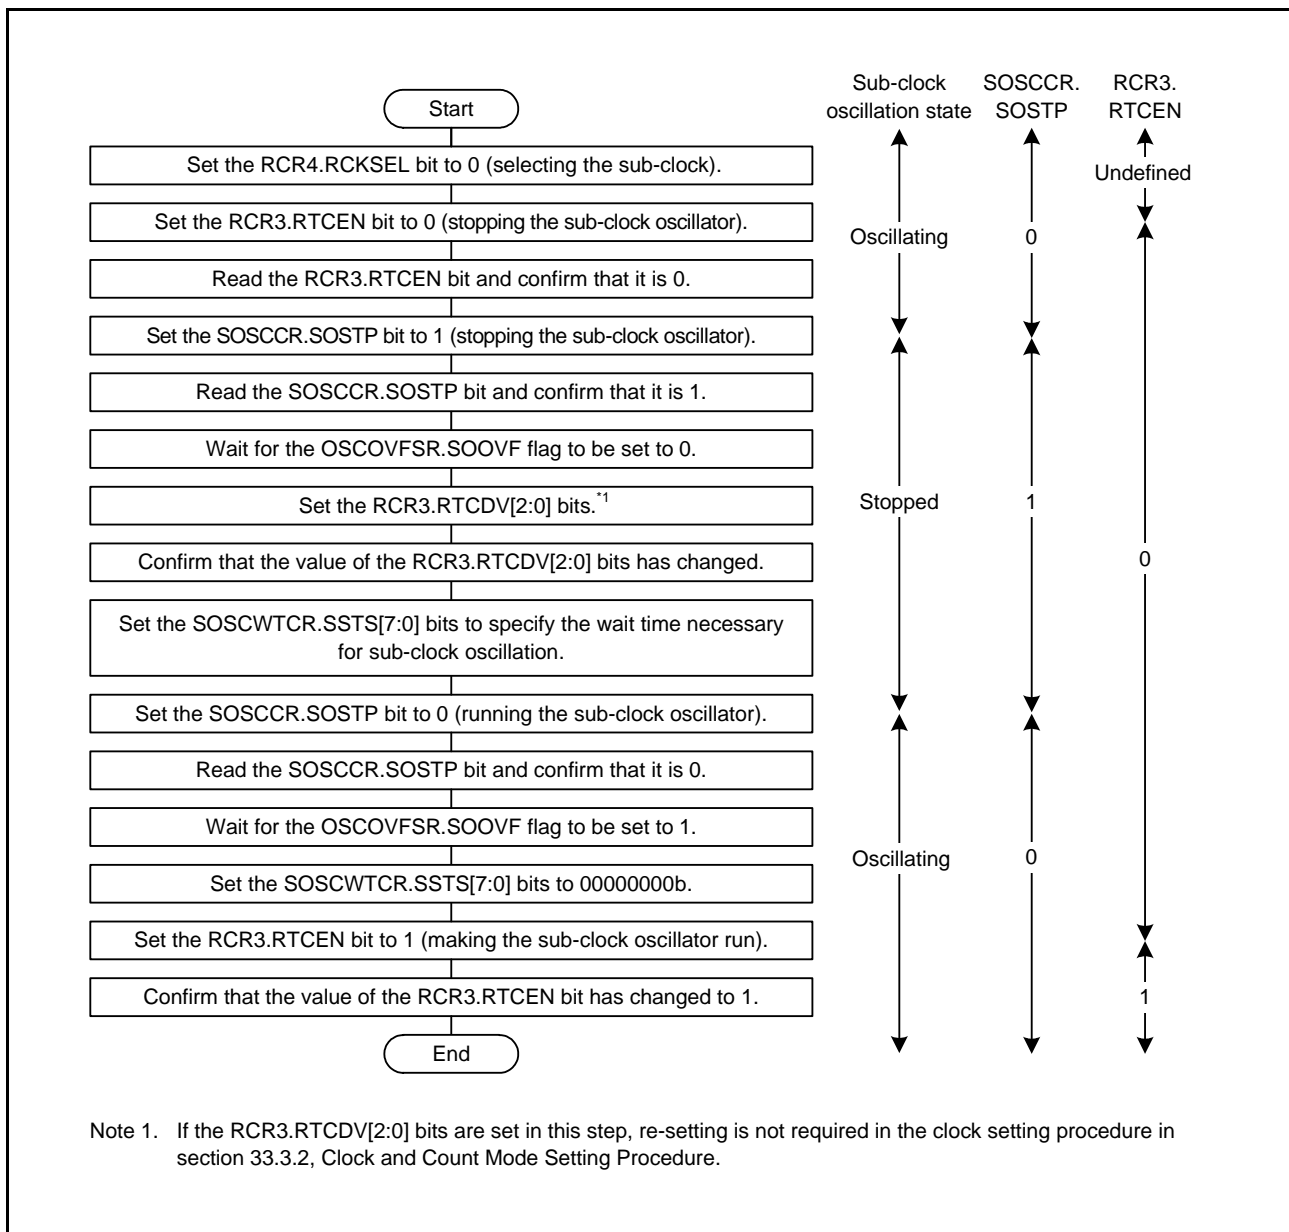 Sub-clock
oscillation state
SOSCCR.
SOSTP
RCR3.
RTCEN
Start
Set the RCR4.RCKSEL bit to 0 (selecting the sub-clock).
Undefined
Set the RCR3.RTCEN bit to 0 (stopping the sub-clock oscillator).
Oscillating
0
Read the RCR3.RTCEN bit and confirm that it is 0.
Set the SOSCCR.SOSTP bit to 1 (stopping the sub-clock oscillator).
Read the SOSCCR.SOSTP bit and confirm that it is 1.
Wait for the OSCOVFSR.SOOVF flag to be set to 0.
Set the RCR3.RTCDV[2:0] bits.*1
Stopped
1
Confirm that the value of the RCR3.RTCDV[2:0] bits has changed.
0
Set the SOSCWTCR.SSTS[7:0] bits to specify the wait time necessary
for sub-clock oscillation.
Set the SOSCCR.SOSTP bit to 0 (running the sub-clock oscillator).
Read the SOSCCR.SOSTP bit and confirm that it is 0.
Wait for the OSCOVFSR.SOOVF flag to be set to 1.
Oscillating
0
Set the SOSCWTCR.SSTS[7:0] bits to 00000000b.
Set the RCR3.RTCEN bit to 1 (making the sub-clock oscillator run).
Confirm that the value of the RCR3.RTCEN bit has changed to 1.
1
End
Note 1. If the RCR3.RTCDV[2:0] bits are set in this step, re-setting is not required in the clock setting procedure in
section 33.3.2, Clock and Count Mode Setting Procedure.